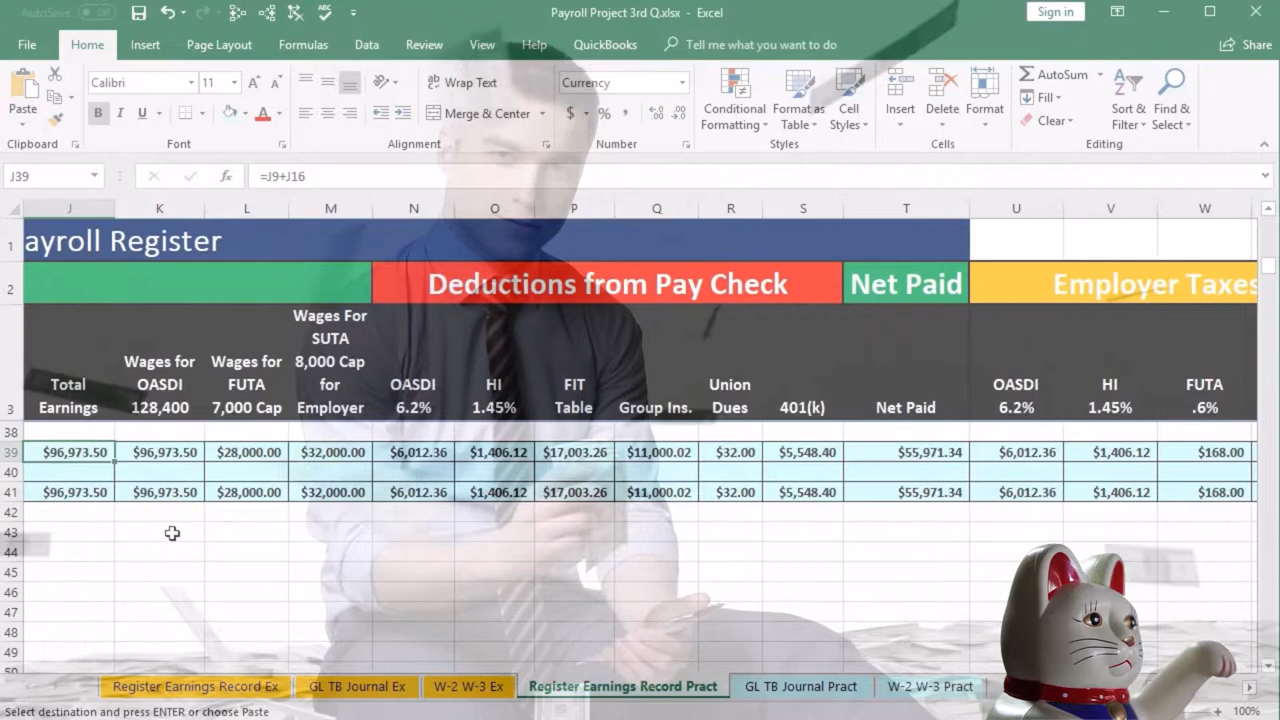 AutoSave Off Payroll Project 3rd Q.xlsx - Excel Sign in
File Home Insert Page Layout Formulas Data Review View Help QuickBooks Tell me what you want to do Share
Paste
Calibri 11
Wrap Text
Currency
Conditional
Formatting
Format as
Table
Cell
Styles
Insert
Delete
Format
AutoSum
Fill
Clear
Sort &
Filter
Find &
Select
B I U
Merge & Center
$ % ,
Clipboard Font Alignment Number Styles Cells Editing
J39 fx =J9+J16
J K L M N O P Q R S T U V W
1 ayroll Register
2 Deductions from Pay Check Net Paid Employer Taxes
Total
Earnings
Wages for
OASDI
128,400
Wages for
FUTA
7,000 Cap
Wages For
SUTA
8,000 Cap
for
Employer
OASDI
6.2%
HI
1.45%
FIT
Table
Group Ins.
Union
Dues
401(k)
Net Paid
OASDI
6.2%
HI
1.45%
FUTA
.6%
3
38
39 $96,973.50 $96,973.50 $28,000.00 $32,000.00 $6,012.36 $1,406.12 $17,003.26 $11,000.02 $32.00 $5,548.40 $55,971.34 $6,012.36 $1,406.12 $168.00
40
41 $96,973.50 $96,973.50 $28,000.00 $32,000.00 $6,012.36 $1,406.12 $17,003.26 $11,000.02 $32.00 $5,548.40 $55,971.34 $6,012.36 $1,406.12 $168.00
42
43
44
45
46
47
48
49
Register Earnings Record Ex GL TB Journal Ex W-2 W-3 Ex Register Earnings Record Pract GL TB Journal Pract W-2 W-3 Pract
Select destination and press ENTER or choose Paste + 100%